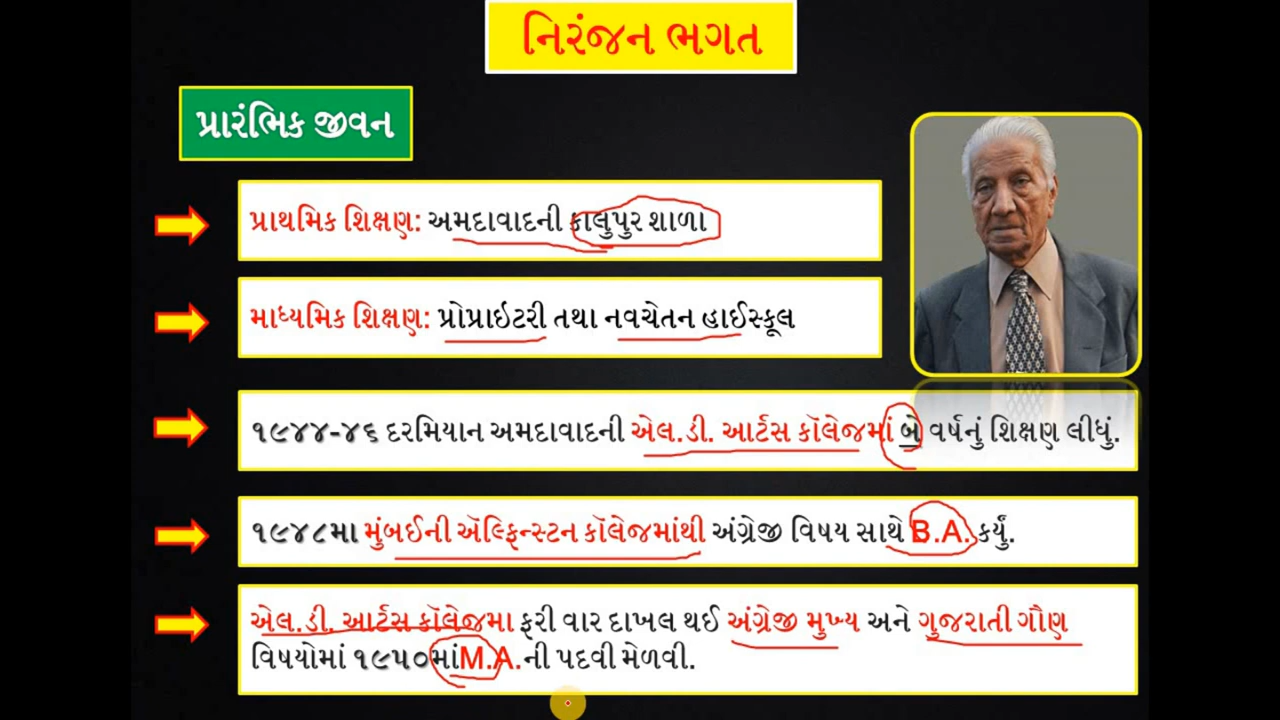 નિરંજન ભગત
પ્રારંભિક જીવન
પ્રાથમિક શિક્ષણ: અમદાવાદની કાલુપુર શાળા
માધ્યમિક શિક્ષણ: પ્રોપ્રાઇટરી તથા નવચેતન હાઈસ્કૂલ
૧૯૪૪-૪૬ દરમિયાન અમદાવાદની એલ.ડી. આર્ટસ કૉલેજમાં બે વર્ષનું શિક્ષણ લીધું.
૧૯૪૮મા મુંબઈની ઍલ્ફિન્સ્ટન કૉલેજમાંથી અંગ્રેજી વિષય સાથે B.A. કર્યું.
એલ.ડી. આર્ટસ કૉલેજમા ફરી વાર દાખલ થઈ અંગ્રેજી મુખ્ય અને ગુજરાતી ગૌણ
વિષયોમાં ૧૯૫૦માં M.A.ની પદવી મેળવી.